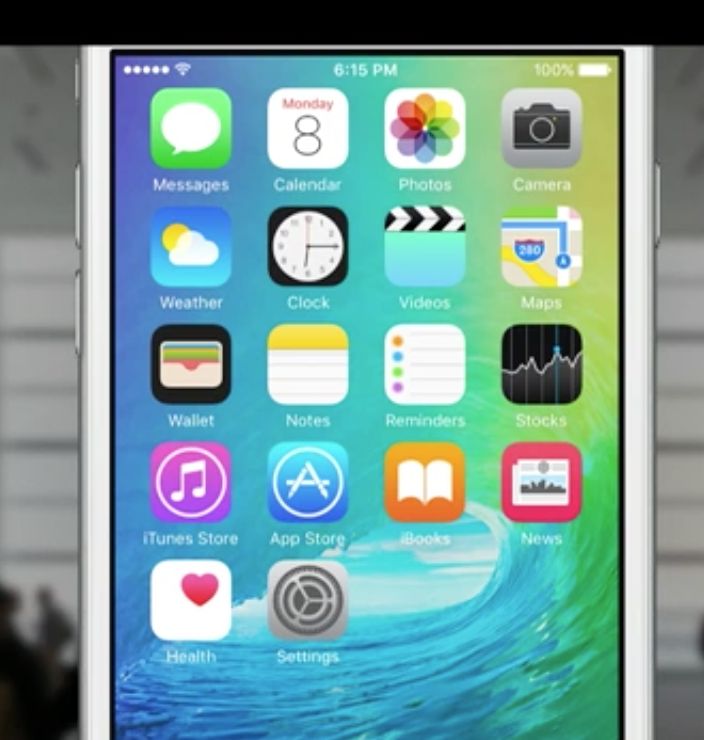 6:15 PM 100%
Monday
8
Messages Calendar Photos Camera
280
Weather Clock Videos Maps
Wallet Notes Reminders Stocks
iTunes Store App Store iBooks News
Health Settings